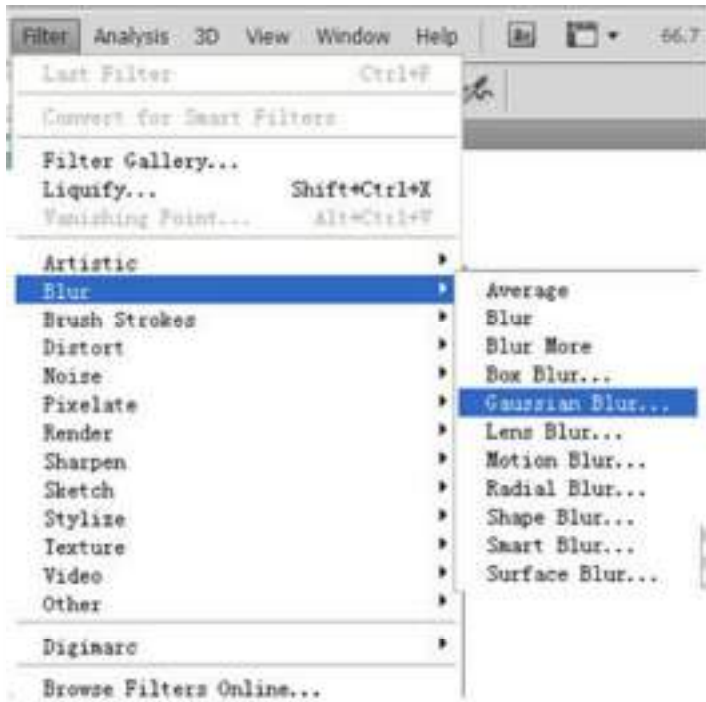 Filter Analysis 3D View Window Help Br 66.7
Last Filter Ctrl+F
Convert for Smart Filters
Filter Gallery...
Liquify... Shift+Ctrl+X
Vanishing Point... Alt+Ctrl+V
Artistic
Blur
Brush Strokes
Distort
Noise
Pixelate
Render
Sharpen
Sketch
Stylize
Texture
Video
Other
Digimarc
Browse Filters Online...
Average
Blur
Blur More
Box Blur...
Gaussian Blur...
Lens Blur...
Motion Blur...
Radial Blur...
Shape Blur...
Smart Blur...
Surface Blur...